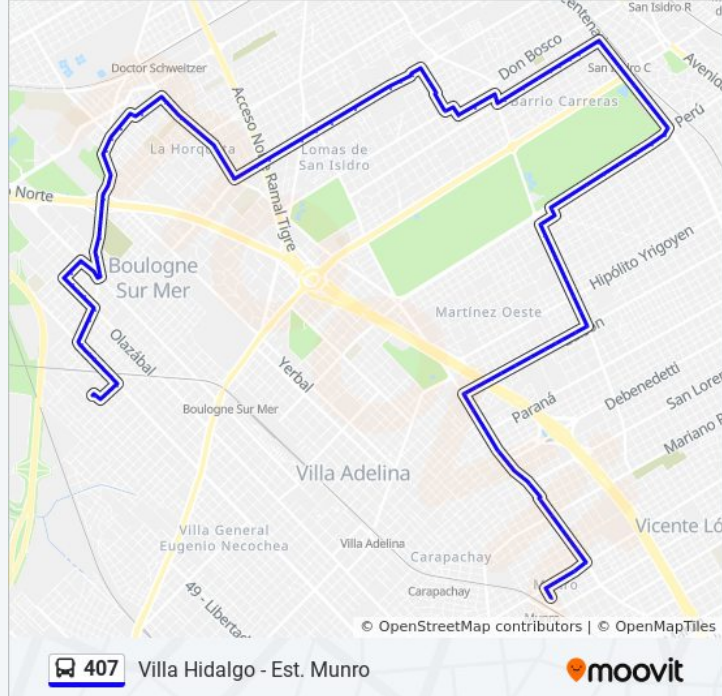 San Isidro R
centena
Don Bosco
San Isidro C
Avenida
Doctor Schweitzer
Barrio Carreras
Perú
Acceso Norte Ramal Tigre
La Horqueta
Lomas de
San Isidro
o Norte
Hipólito Yrigoyen
Boulogne
Sur Mer
Martínez Oeste
Olazábal
Yerbal
Debenedetti
San Lore
Paraná
Mariano P
Boulogne Sur Mer
Villa Adelina
Villa General
Eugenio Necochea
Vicente Ló
Villa Adelina
Carapachay
Carapachay
Munro
49 - Libertad
Munro
© OpenStreetMap contributors | © OpenMapTiles
407 Villa Hidalgo - Est. Munro
moovit